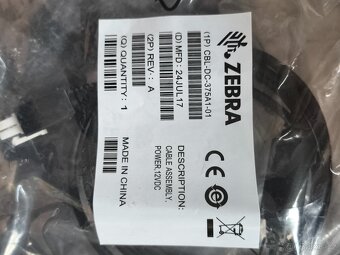 ZEBRA
(1P) CBL-DC-375A1-01
(D) MFD : 24JUL17
(2P) REV : A
(Q) QUANTITY : 1
DESCRIPTION:
CABLE ASSEMBLY,
POWER,12VDC
CE
MADE IN
CHINA